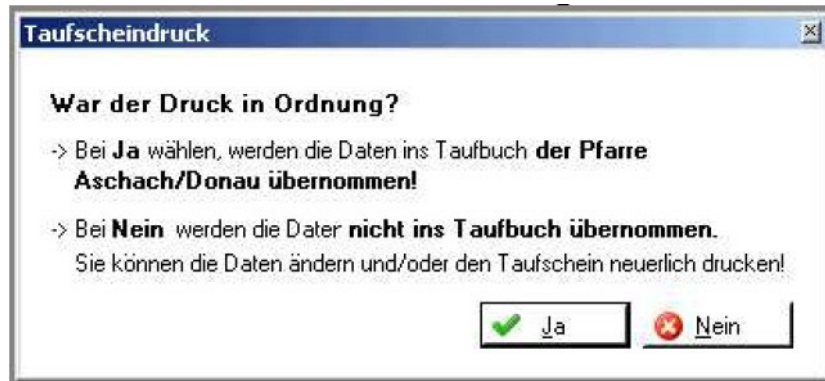 Taufscheindruck
War der Druck in Ordnung?
-> Bei Ja wählen, werden die Daten ins Taufbuch der Pfarre
Aschach/Donau übernommen!
-> Bei Nein werden die Dater nicht ins Taufbuch übernommen.
Sie können die Daten ändern und/oder den Taufschein neuerlich drucken!
Ja Nein